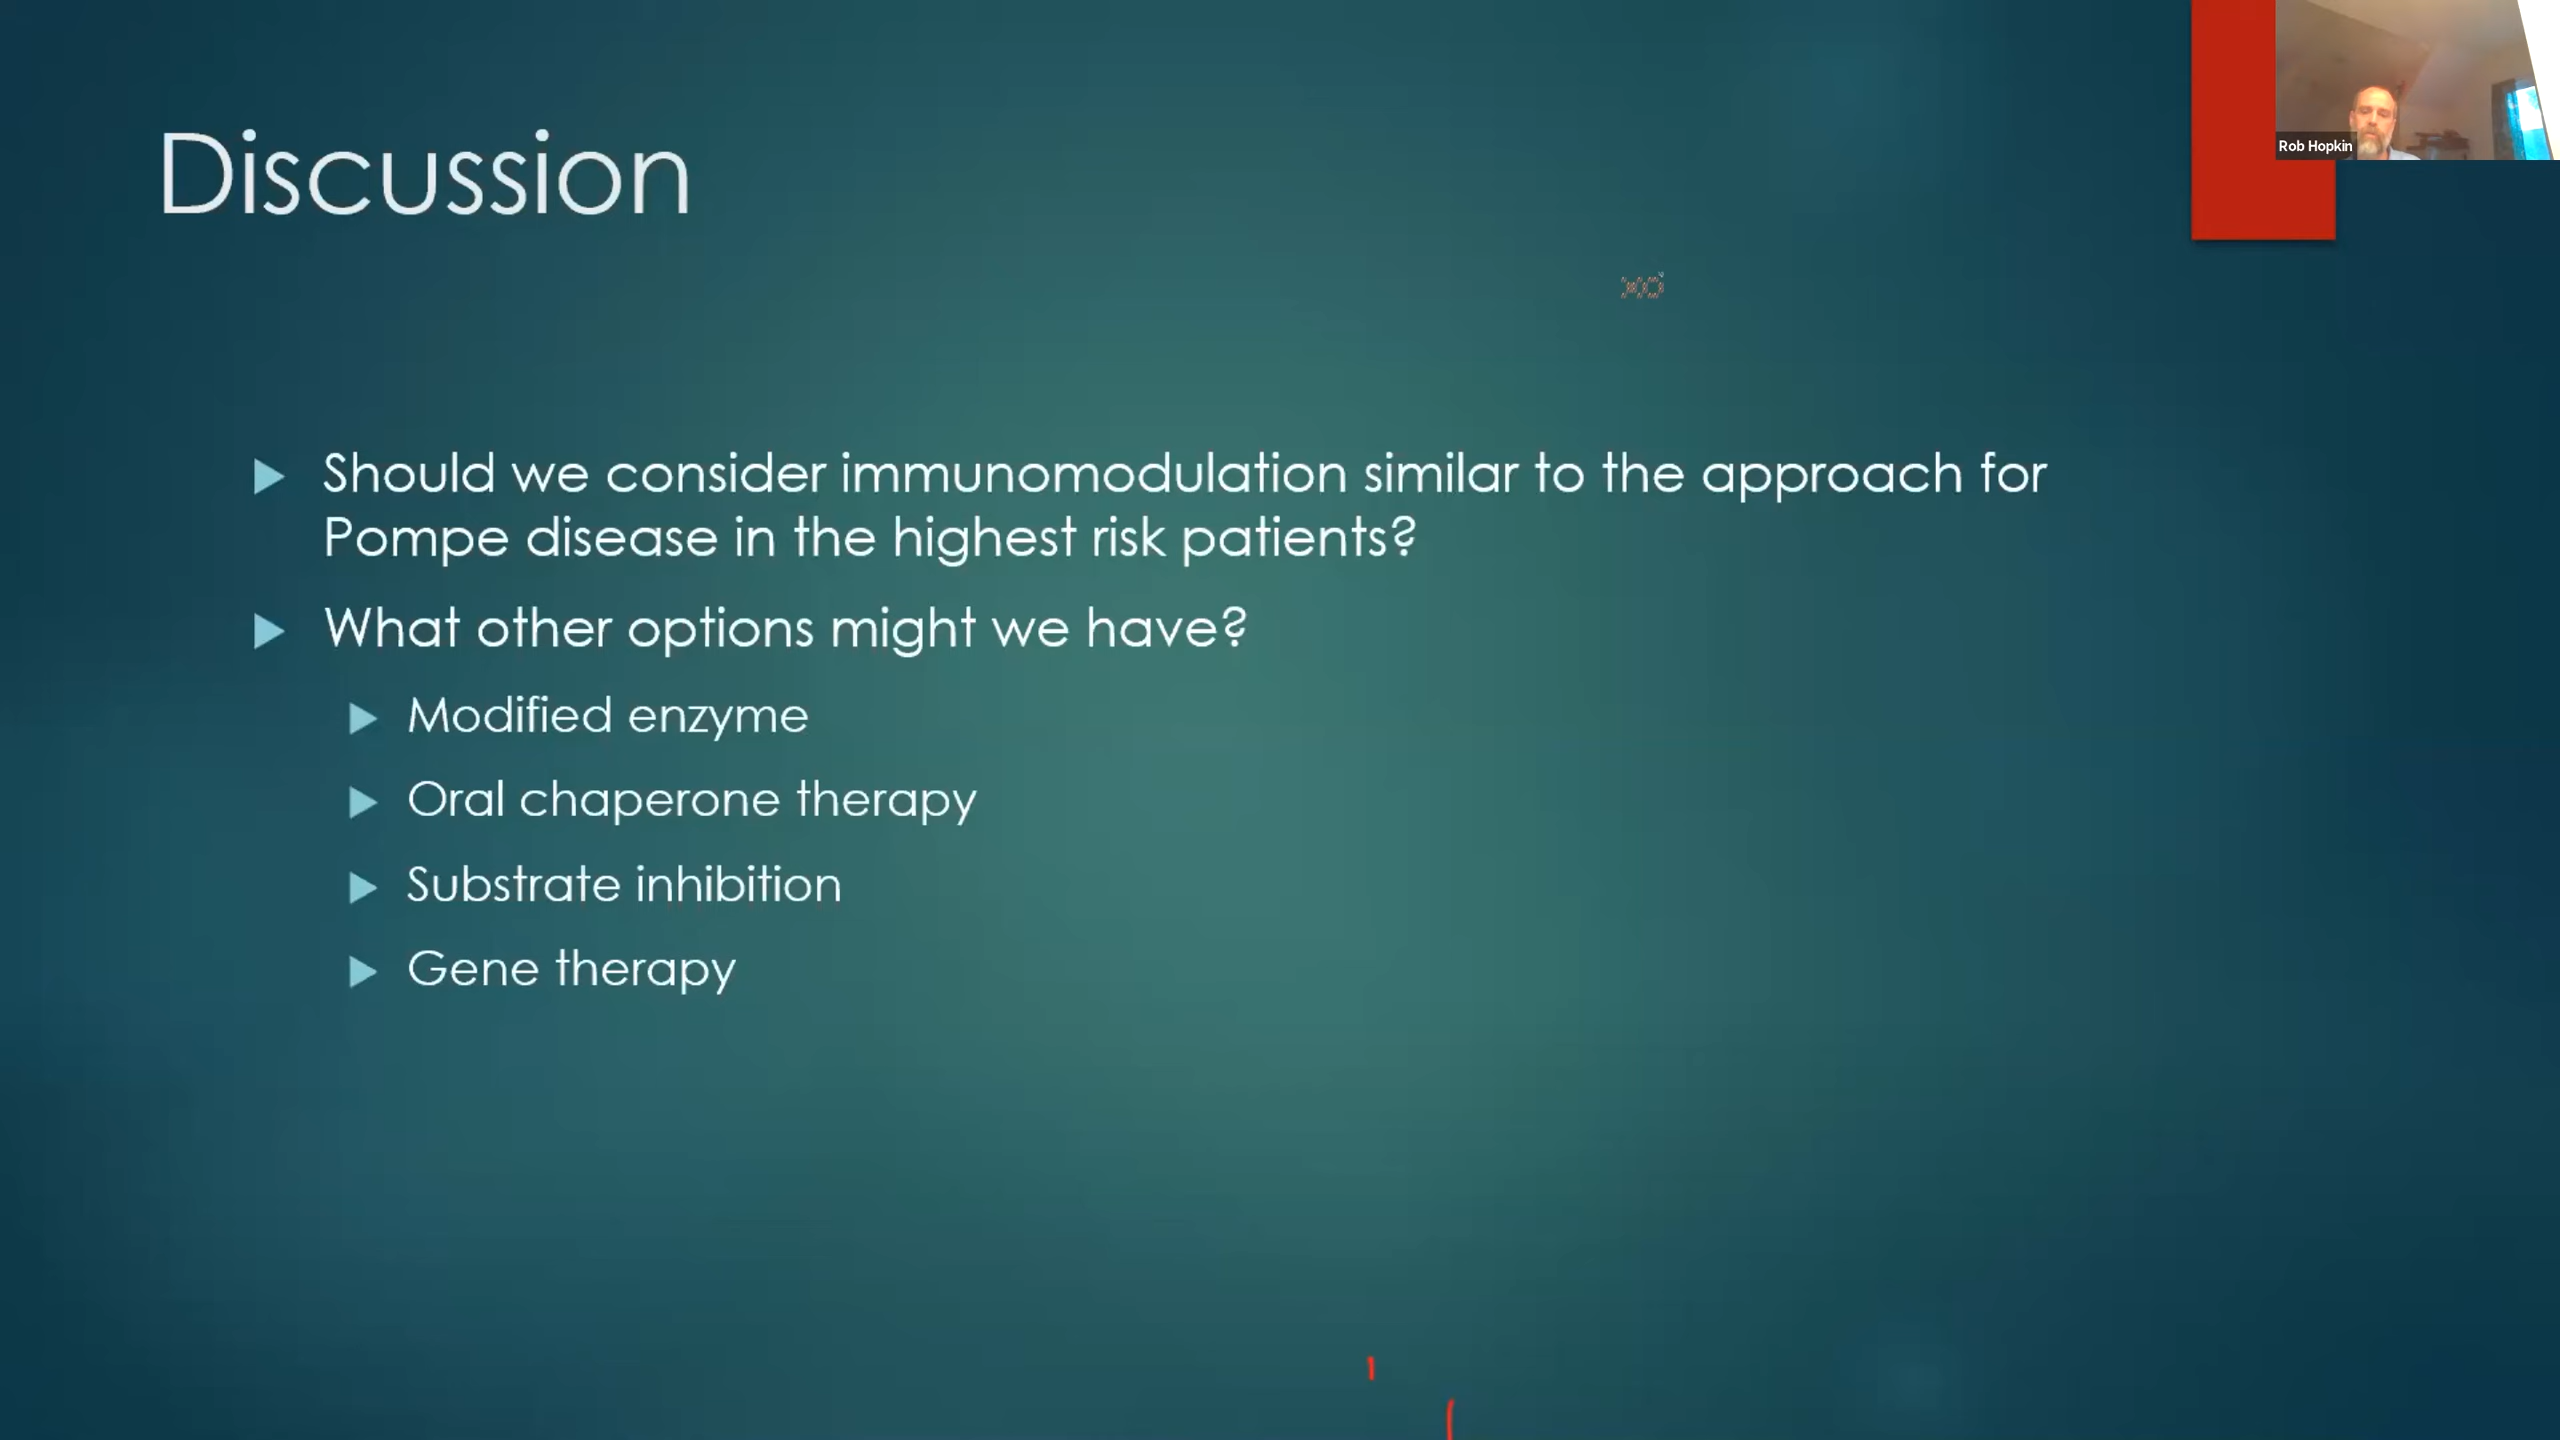 Discussion
Rob Hopkin
Should we consider immunomodulation similar to the approach for
Pompe disease in the highest risk patients?
What other options might we have?
Modified enzyme
Oral chaperone therapy
Substrate inhibition
Gene therapy